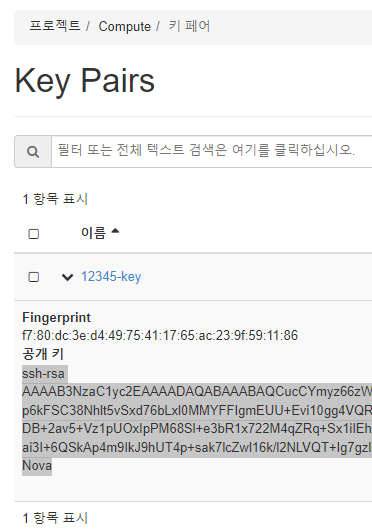 프로젝트 / Compute / 키 페어
Key Pairs
필터 또는 전체 텍스트 검색은 여기를 클릭하십시오.
1 항목 표시
이름
12345-key
Fingerprint
f7:80:dc:3e:d4:49:75:41:17:65:ac:23:9f:59:11:86
공개 키
ssh-rsa
AAAAB3NzaC1yc2EAAAADAQABAAABAQCucCYmyz66zW
p6kFSC38Nhlt5vSxd76bLxl0MMYFFIgmEUU+Evi10gg4VQR
DB+2av5+Vz1pUOxIpPM68Sl+e3bR1x722M4qZRq+Sx1ilEh
ai3I+6QSkAp4m9lkJ9hUT4p+sak7lcZwl16k/l2NLVQT+Ig7gzl
Nova
1 항목 표시